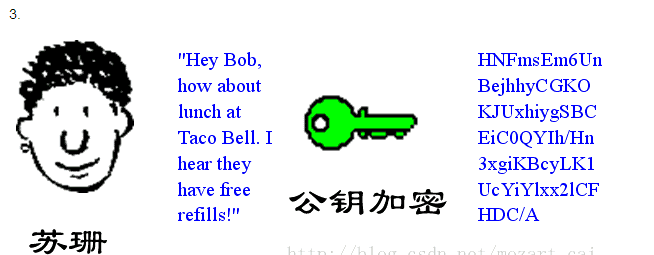 3.
"Hey Bob,
how about
lunch at
Taco Bell. I
hear they
have free
refills!"
公钥加密
HNFmsEm6Un
BejhhyCGKO
KJUxhiygSBC
EiC0QYIh/Hn
3xgiKBcyLK1
UcYiYlxx2lCF
HDC/A
苏珊
http://blog.csdn.net/mozart_cai